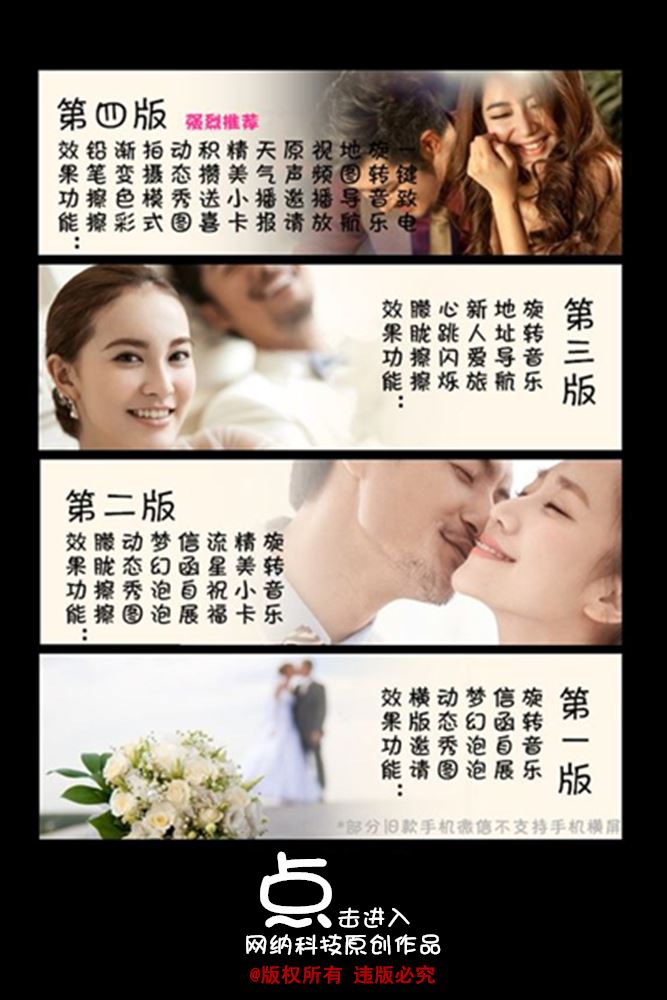 第四版
强烈推荐
效果功能:
铅笔擦擦
渐变色彩
拍摄模式
动态秀图
积攒送喜
精美小卡
天气播报
原声邀请
视频播放
地图导航
旋转音乐
一键致电
第三版
效果功能:
朦胧擦擦
心跳闪烁
新人爱旅
地址导航
旋转音乐
第二版
效果功能:
朦胧擦擦
动态秀图
梦幻泡泡
信函自展
流星祝福
精美小卡
旋转音乐
第一版
效果功能:
横版邀请
动态秀图
梦幻泡泡
信函自展
旋转音乐
*部分旧款手机微信不支持手机横屏
点击进入
网纳科技原创作品
@版权所有 违版必究